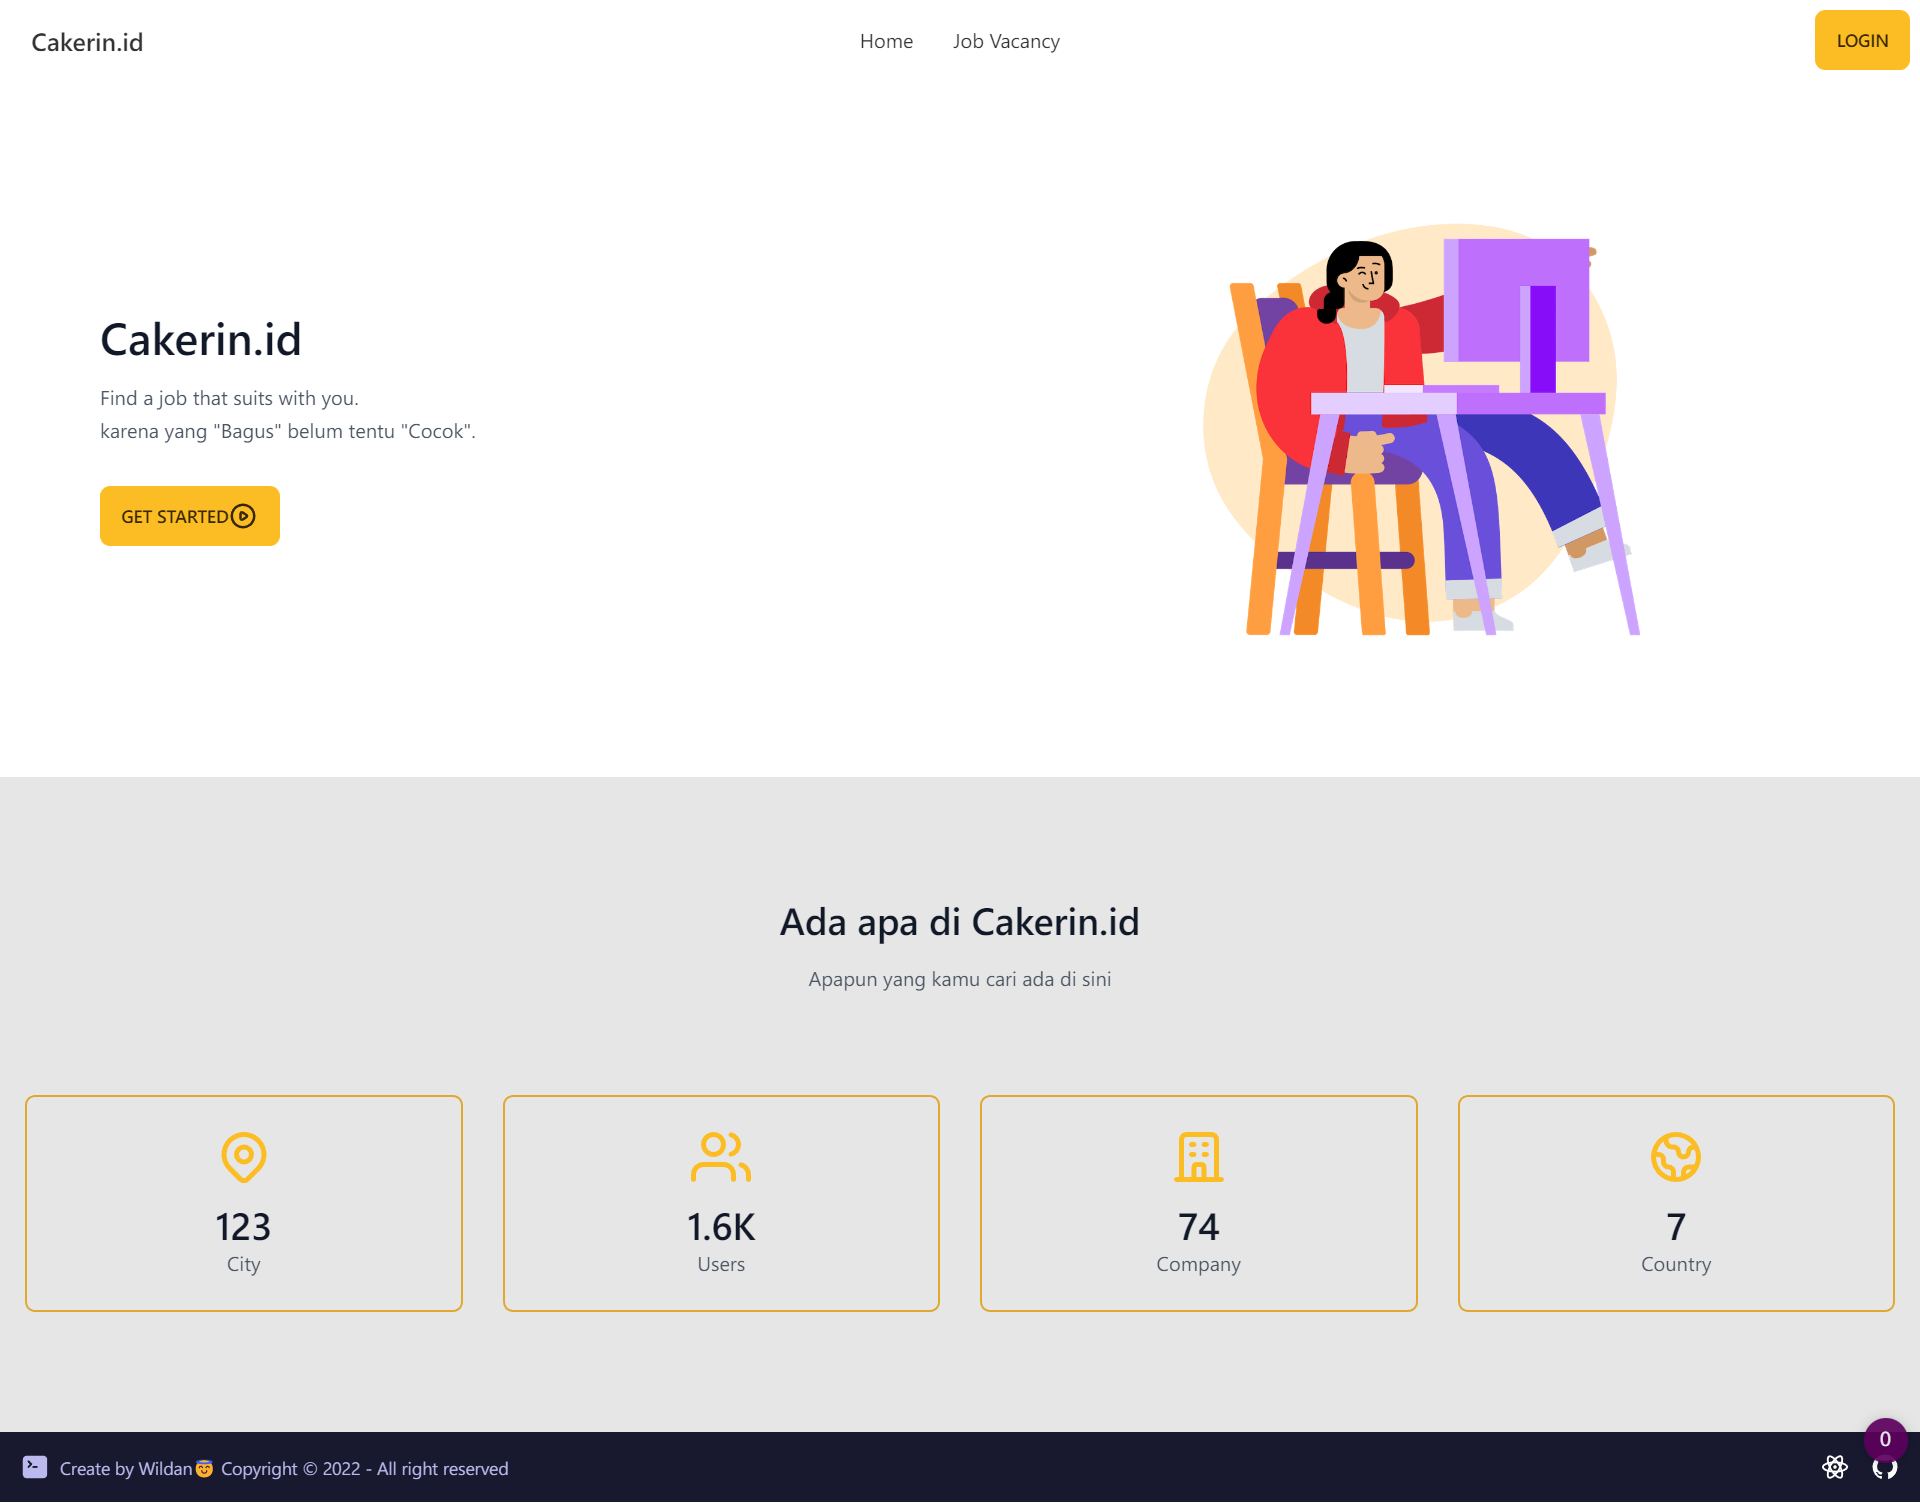 Cakerin.id
Home
Job Vacancy
LOGIN
Cakerin.id
Find a job that suits with you.
karena yang "Bagus" belum tentu "Cocok".
GET STARTED
Ada apa di Cakerin.id
Apapun yang kamu cari ada di sini
123
City
1.6K
Users
74
Company
7
Country
Create by Wildan😇 Copyright © 2022 - All right reserved
0